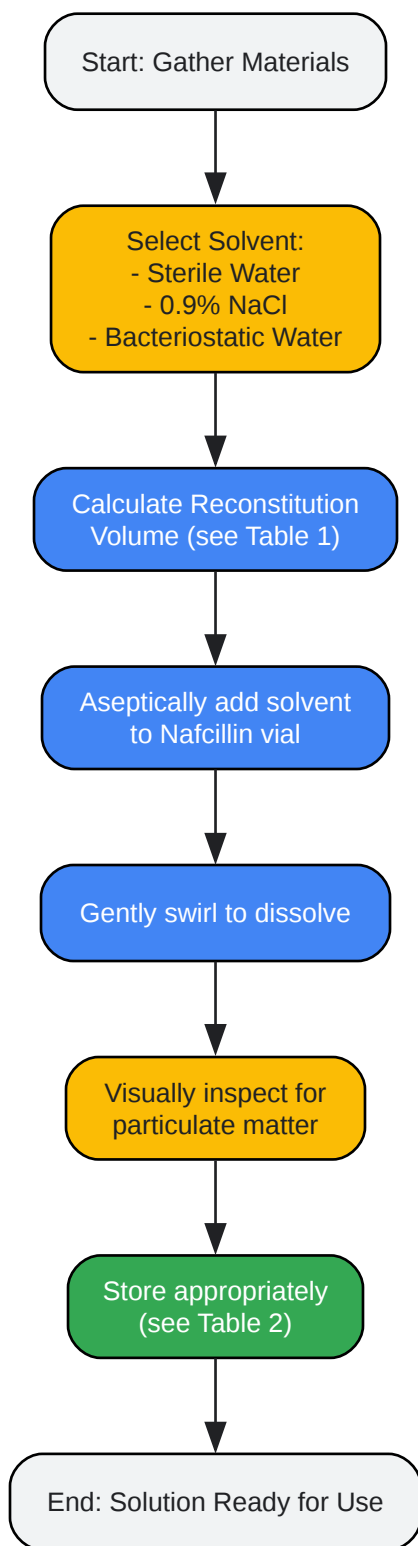 Start: Gather Materials
Select Solvent:
- Sterile Water
- 0.9% NaCl
- Bacteriostatic Water
Calculate Reconstitution
Volume (see Table 1)
Aseptically add solvent
to Nafcillin vial
Gently swirl to dissolve
Visually inspect for
particulate matter
Store appropriately
(see Table 2)
End: Solution Ready for Use